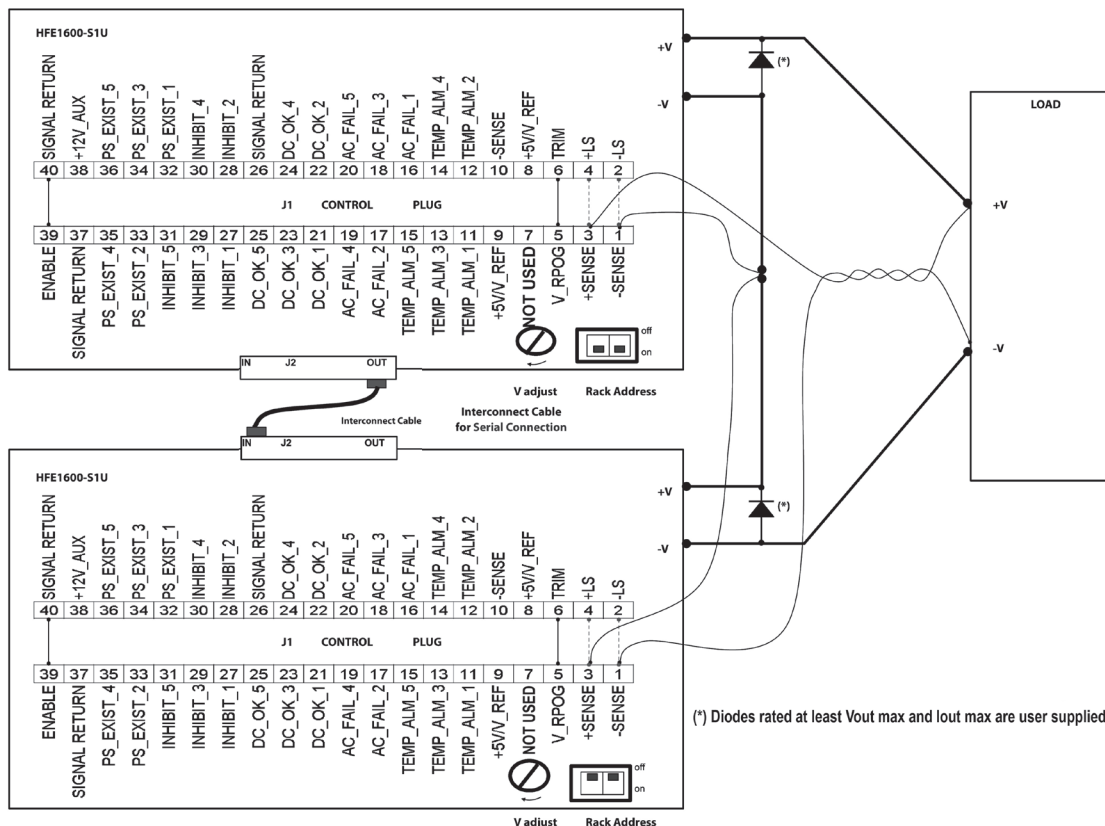 HFE1600-S1U
SIGNAL RETURN
+12V_AUX
PS_EXIST_5
PS_EXIST_3
PS_EXIST_1
INHIBIT_4
INHIBIT_2
SIGNAL RETURN
DC_OK_4
DC_OK_2
AC_FAIL_5
AC_FAIL_3
AC_FAIL_1
TEMP_ALM_4
TEMP_ALM_2
-SENSE
+5V/V_REF
TRIM
+LS
-LS
40 38 36 34 32 30 28 26 24 22 20 18 16 14 12 10 8 6 4 2
J1 CONTROL PLUG
39 37 35 33 31 29 27 25 23 21 19 17 15 13 11 9 7 5 3 1
ENABLE
SIGNAL RETURN
PS_EXIST_4
PS_EXIST_2
INHIBIT_5
INHIBIT_3
INHIBIT_1
DC_OK_5
DC_OK_3
DC_OK_1
AC_FAIL_4
AC_FAIL_2
TEMP_ALM_5
TEMP_ALM_3
TEMP_ALM_1
+5V/V_REF
NOT USED
V_RPOG
+SENSE
-SENSE
off
on
V adjust
Rack Address
IN J2 OUT
+V
-V
(*)
LOAD
+V
-V
Interconnect Cable
Interconnect Cable
for Serial Connection
IN J2 OUT
HFE1600-S1U
SIGNAL RETURN
+12V_AUX
PS_EXIST_5
PS_EXIST_3
PS_EXIST_1
INHIBIT_4
INHIBIT_2
SIGNAL RETURN
DC_OK_4
DC_OK_2
AC_FAIL_5
AC_FAIL_3
AC_FAIL_1
TEMP_ALM_4
TEMP_ALM_2
-SENSE
+5V/V_REF
TRIM
+LS
-LS
40 38 36 34 32 30 28 26 24 22 20 18 16 14 12 10 8 6 4 2
J1 CONTROL PLUG
39 37 35 33 31 29 27 25 23 21 19 17 15 13 11 9 7 5 3 1
ENABLE
SIGNAL RETURN
PS_EXIST_4
PS_EXIST_2
INHIBIT_5
INHIBIT_3
INHIBIT_1
DC_OK_5
DC_OK_3
DC_OK_1
AC_FAIL_4
AC_FAIL_2
TEMP_ALM_5
TEMP_ALM_3
TEMP_ALM_1
+5V/V_REF
NOT USED
V_RPOG
+SENSE
-SENSE
off
on
V adjust
Rack Address
+V
-V
(*)
(*) Diodes rated at least Vout max and Iout max are user supplied